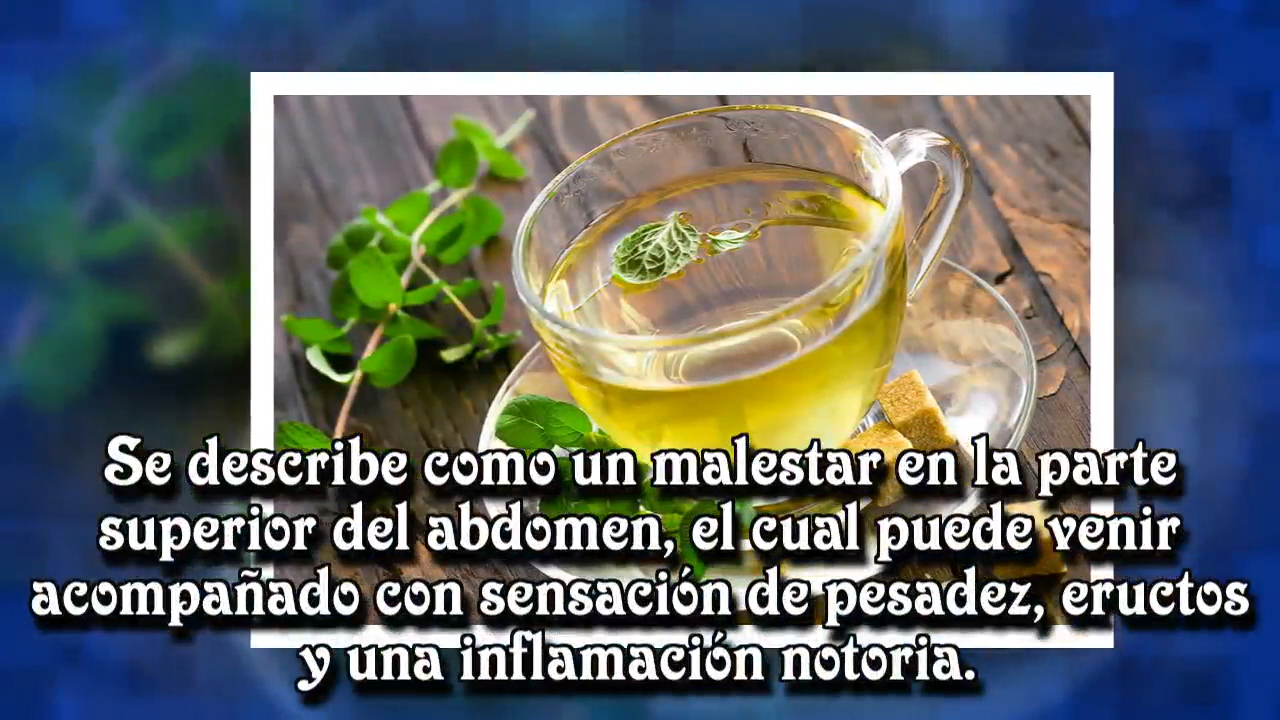 Se describe como un malestar en la parte
superior del abdomen, el cual puede venir
acompañado con sensación de pesadez, eructos
y una inflamación notoria.